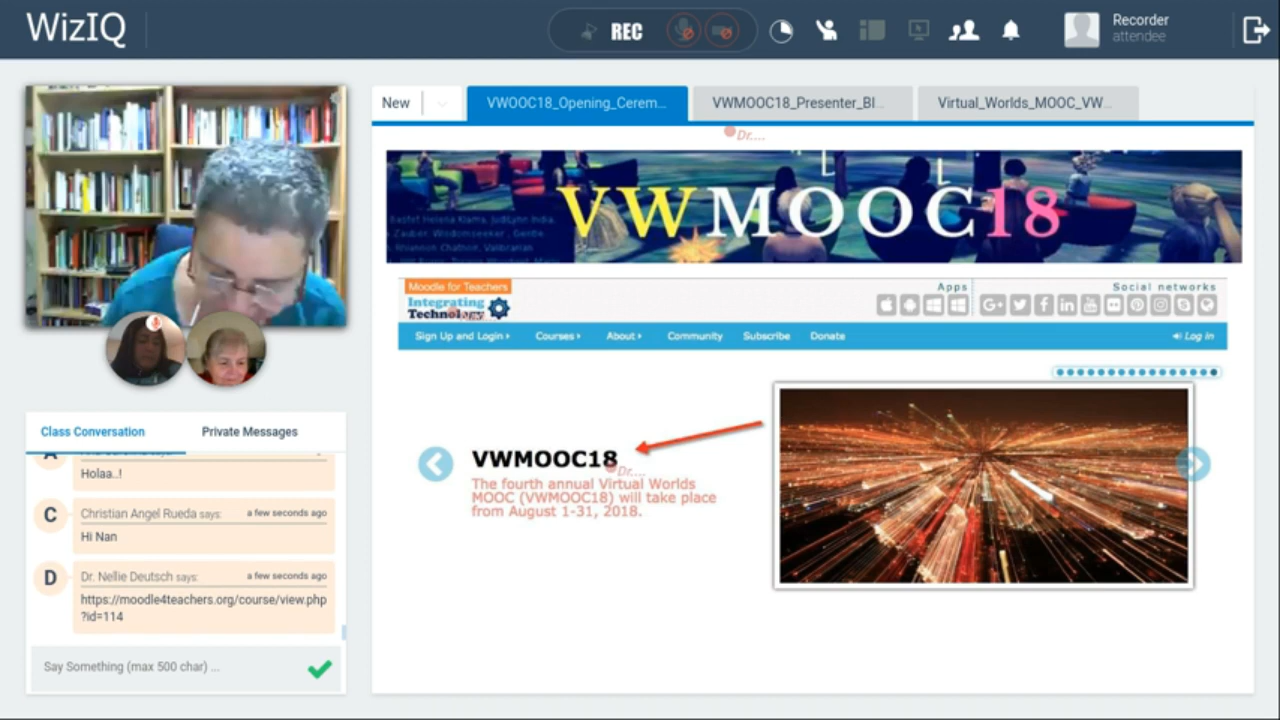 WizIQ
REC
Recorder
attendee
New
VWOOC18_Opening_Cerem...
VWMOOC18_Presenter_BI...
Virtual_Worlds_MOOC_VW...
Dr....
VWMOOC18
Moodle for Teachers
Integrating
Apps
Social networks
Sign Up and Login
Courses
About
Community
Subscribe
Donate
Log in
VWMOOC18
Dr....
The fourth annual Virtual Worlds
MOOC (VWMOOC18) will take place
from August 1-31, 2018.
Class Conversation
Private Messages
A
Holaa..!
C
Christian Angel Rueda says:
a few seconds ago
Hi Nan
D
Dr. Nellie Deutsch says:
a few seconds ago
https://moodle4teachers.org/course/view.php
?id=114
Say Something (max 500 char) ...